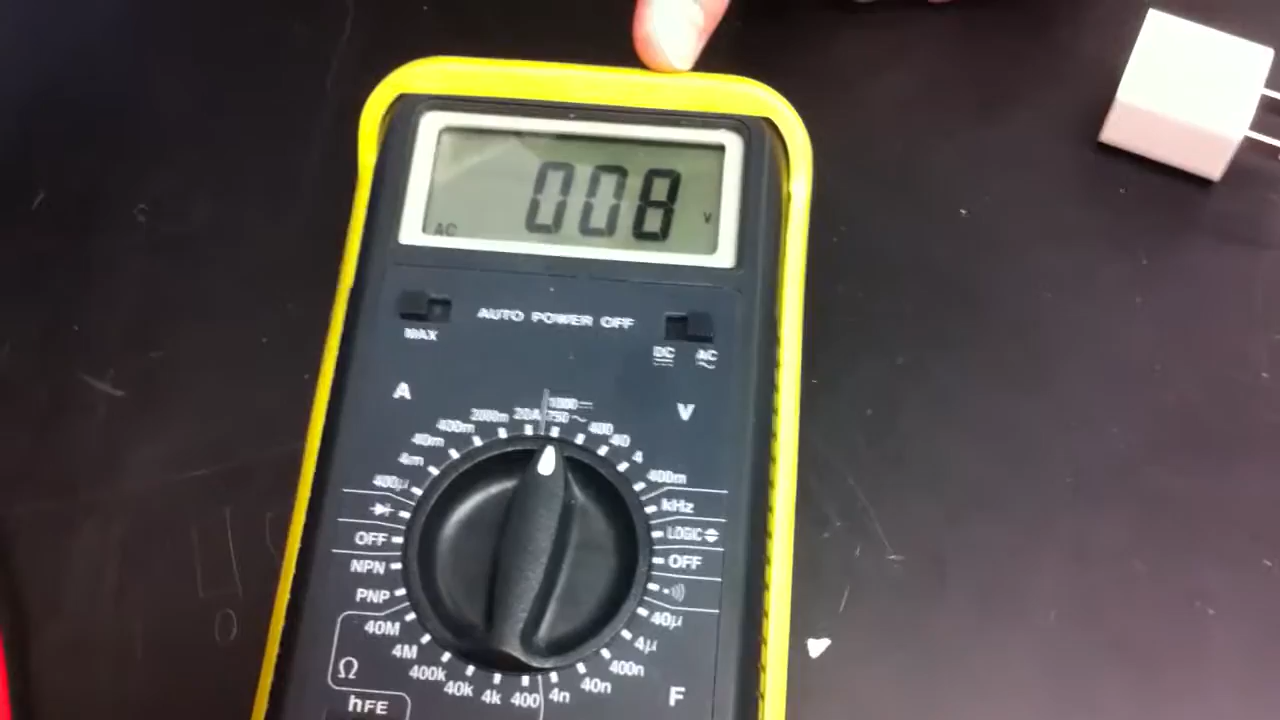 008
AC
V
AUTO POWER OFF
MAX
DC AC
A
V
1000
2000m 20A 750 400
400m 40
40m 4
4m 400m
400µ kHz
LOGIC
OFF OFF
NPN
PNP 40µ
40M 4µ
4M 400n
Ω 400k 40n
40k 4k 400 4n
F
hFE